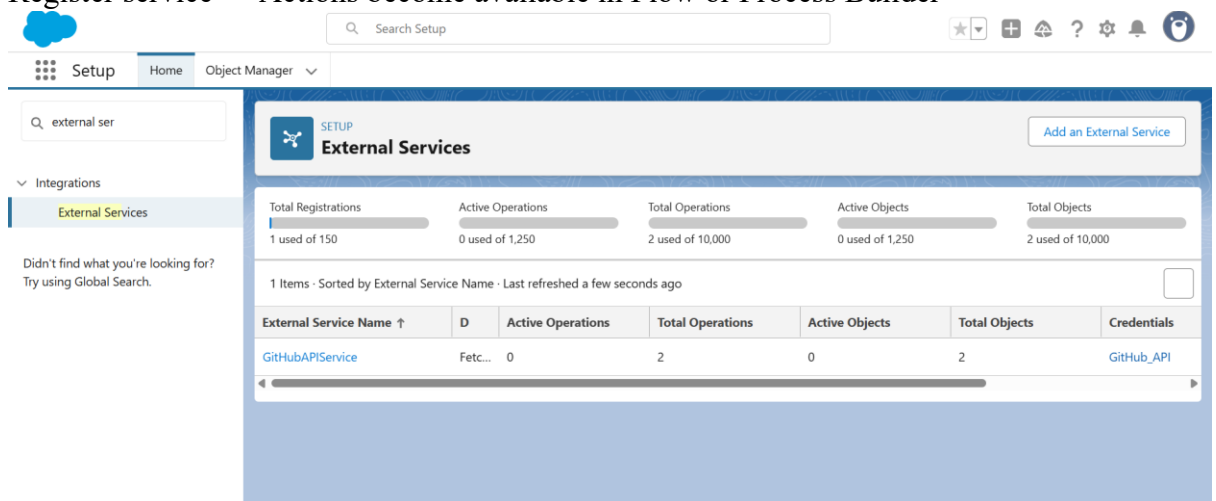 Register service → Actions become available in Flow or Process Builder
Search Setup
Setup Home Object Manager
external ser
SETUP
External Services
Add an External Service
Integrations
External Services
Didn't find what you're looking for?
Try using Global Search.
Total Registrations Active Operations Total Operations Active Objects Total Objects
1 used of 150 0 used of 1,250 2 used of 10,000 0 used of 1,250 2 used of 10,000
1 Items · Sorted by External Service Name · Last refreshed a few seconds ago
External Service Name ↑ D Active Operations Total Operations Active Objects Total Objects Credentials
GitHubAPIService Fetc... 0 2 0 2 GitHub_API